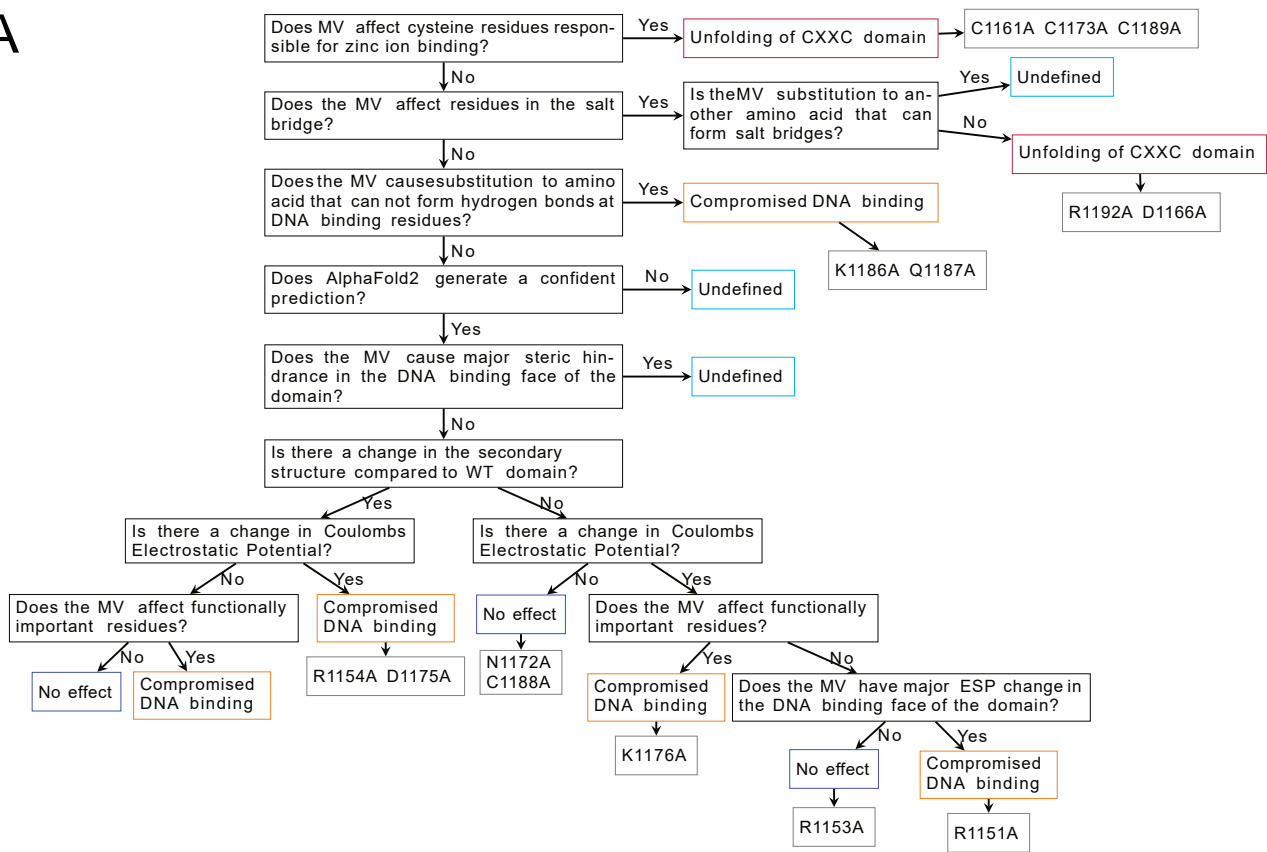 A
Does MV affect cysteine residues respon-
sible for zinc ion binding?
Yes
Unfolding of CXXC domain
C1161A C1173A C1189A
No
Does the MV affect residues in the salt
bridge?
Yes
Is theMV substitution to an-
other amino acid that can
form salt bridges?
Yes
Undefined
No
Unfolding of CXXC domain
R1192A D1166A
No
Does the MV causesubstitution to amino
acid that can not form hydrogen bonds at
DNA binding residues?
Yes
Compromised DNA binding
K1186A Q1187A
No
Does AlphaFold2 generate a confident
prediction?
No
Undefined
Yes
Does the MV cause major steric hin-
drance in the DNA binding face of the
domain?
Yes
Undefined
No
Is there a change in the secondary
structure compared to WT domain?
Yes
No
Is there a change in Coulombs
Electrostatic Potential?
Is there a change in Coulombs
Electrostatic Potential?
No
Yes
No
Yes
Does the MV affect functionally
important residues?
Compromised
DNA binding
R1154A D1175A
No effect
N1172A
C1188A
Does the MV affect functionally
important residues?
No
Yes
No effect
Compromised
DNA binding
Yes
No
Compromised
DNA binding
K1176A
Does the MV have major ESP change in
the DNA binding face of the domain?
No
Yes
No effect
Compromised
DNA binding
R1153A
R1151A